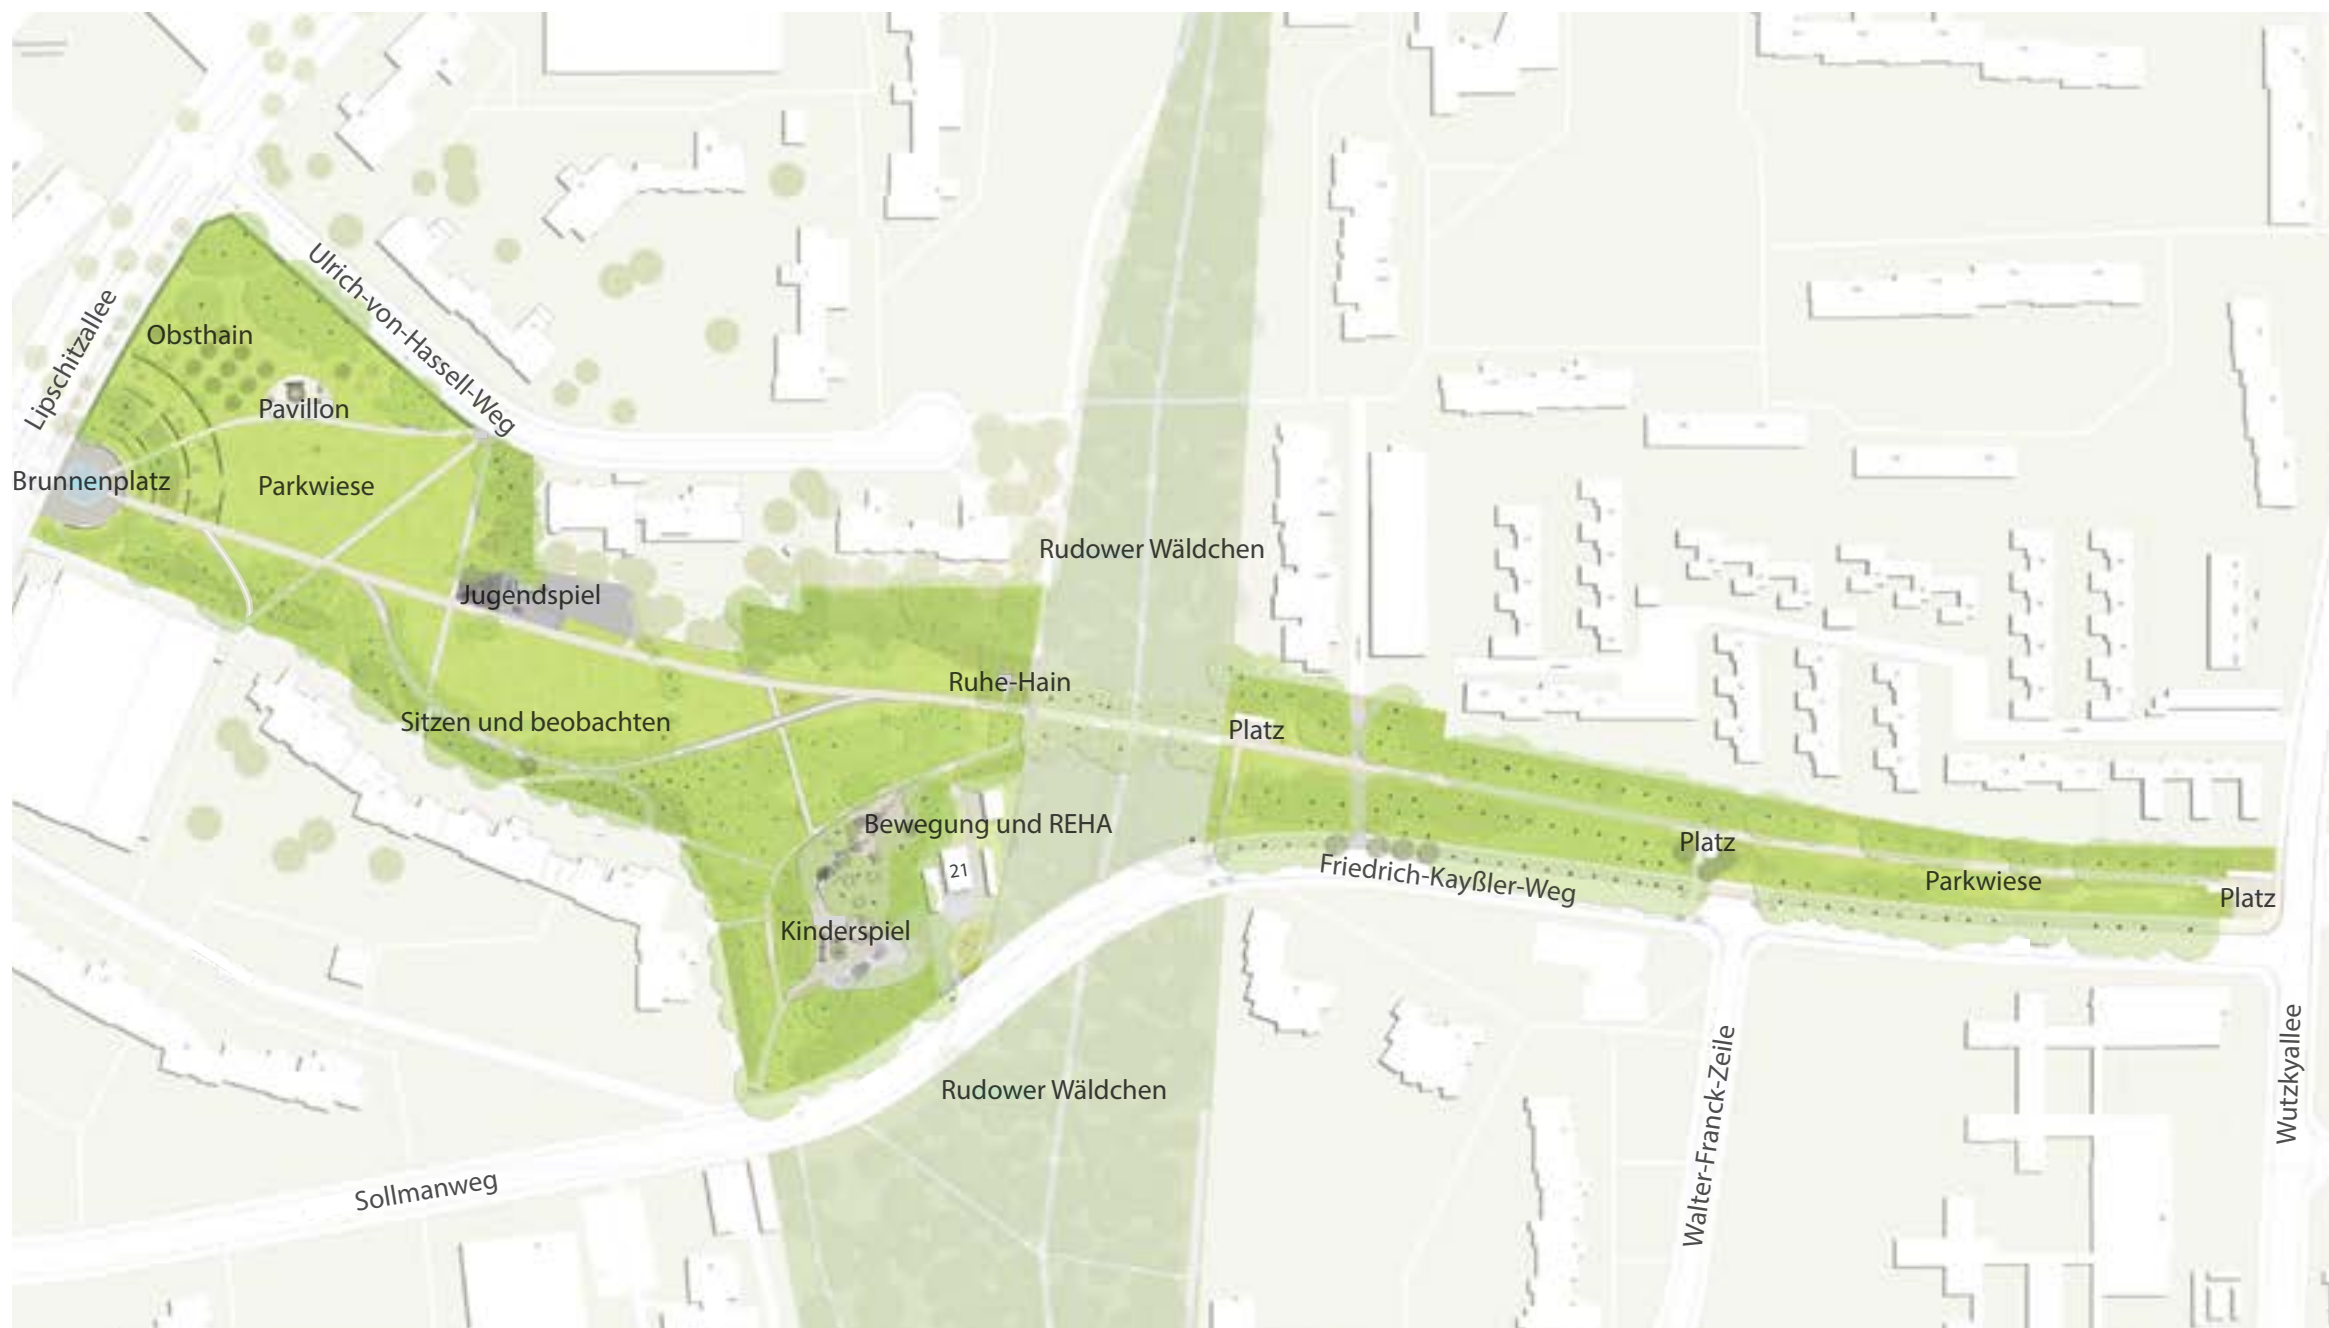 Ulrich-von-Hassell-Weg
Lipschitzallee
Obsthain
Pavillon
Brunnenplatz
Parkwiese
Rudower Wäldchen
Jugendspiel
Ruhe-Hain
Sitzen und beobachten
Platz
Bewegung und REHA
Platz
21
Friedrich-Kayßler-Weg
Parkwiese
Platz
Kinderspiel
Rudower Wäldchen
Walter-Franck-Zeile
Wutzkyallee
Sollmanweg